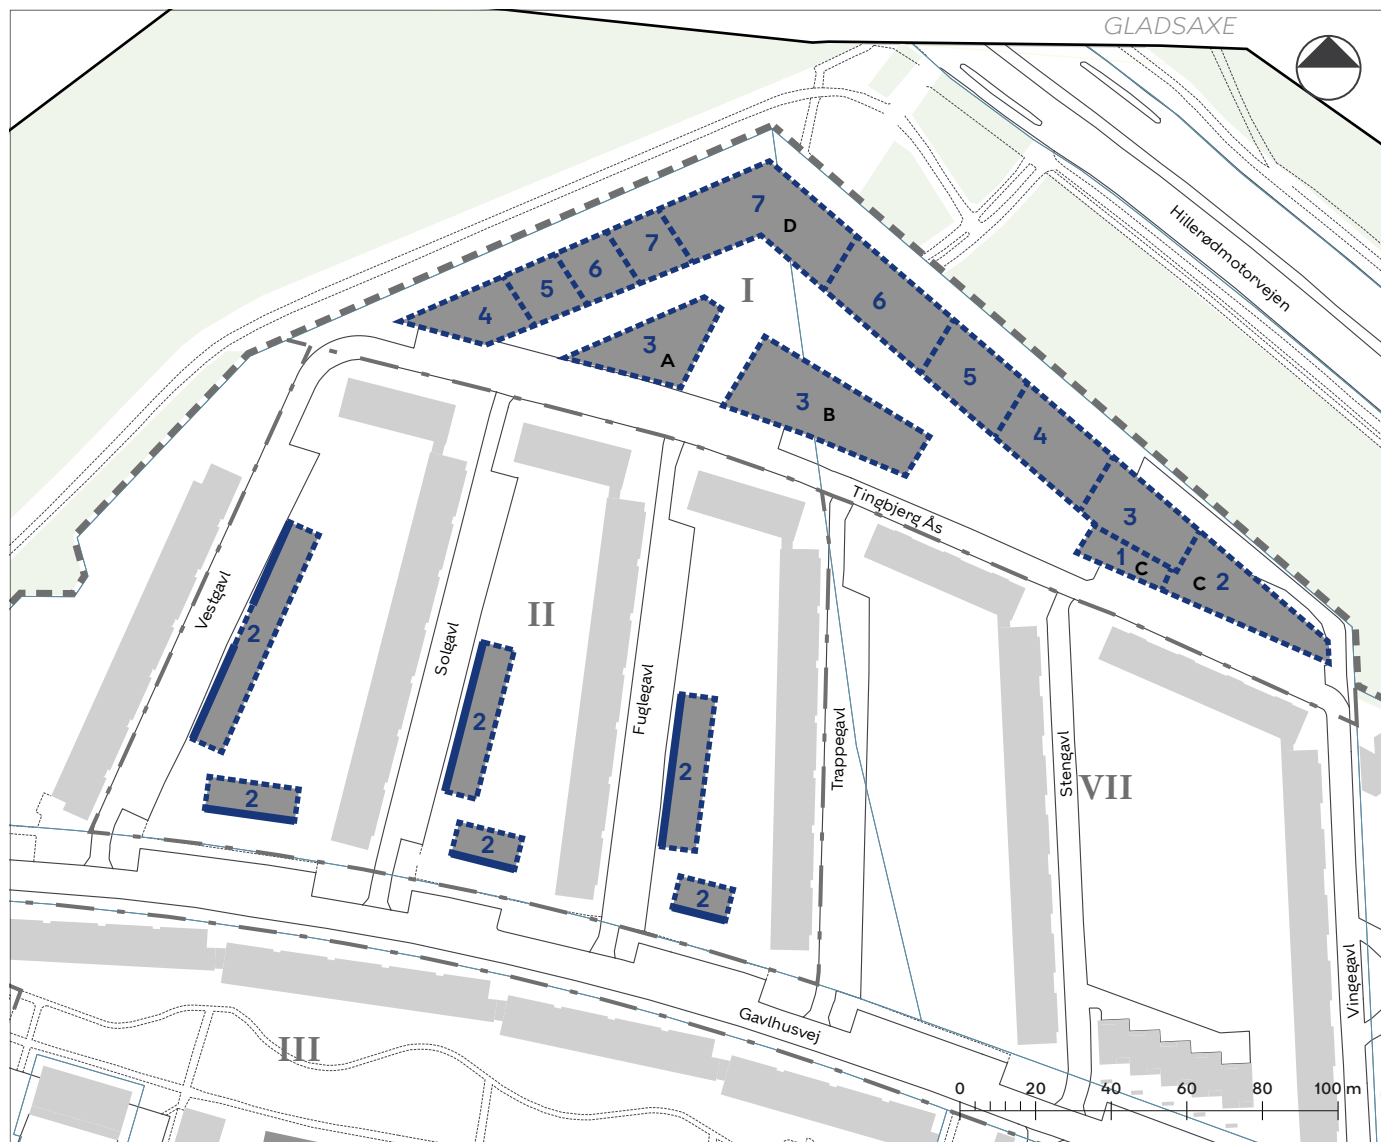 GLADSAXE
Hillerødmotorvejen
7
D
7
6
5
4
I
6
3
A
5
3
B
4
Tingbjerg Ås
3
1
C
C
2
Vestgavl
2
II
Solgavl
2
Fuglegavl
2
Trappegavl
Stengavl
VII
2
2
2
Vingegavl
Gavlhusvej
III
0 20 40 60 80 100 m